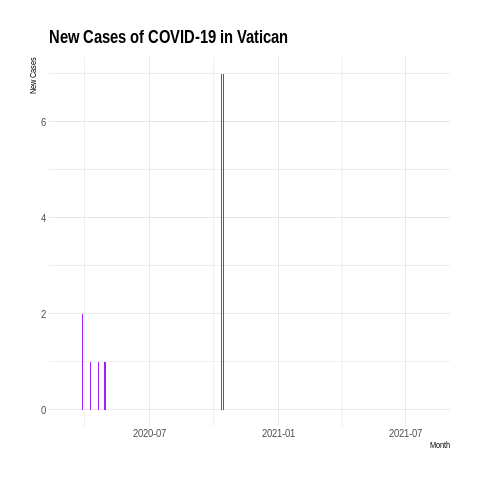 New Cases of COVID-19 in Vatican
New Cases
6
4
2
0
2020-07
2021-01
2021-07
Month